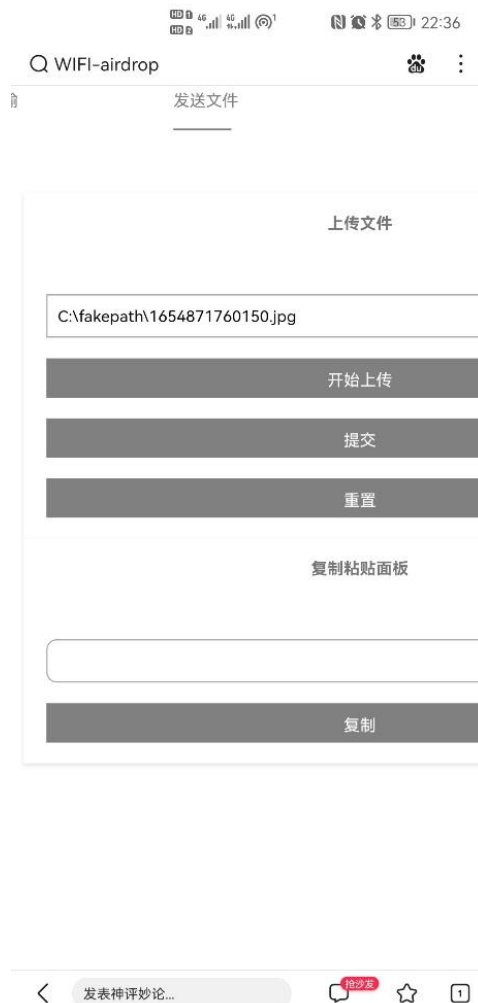 53 22:36
WIFI-airdrop
发送文件
上传文件
C:\fakepath\1654871760150.jpg
开始上传
提交
重置
复制粘贴面板
复制
抢沙发
发表神评妙论...
1